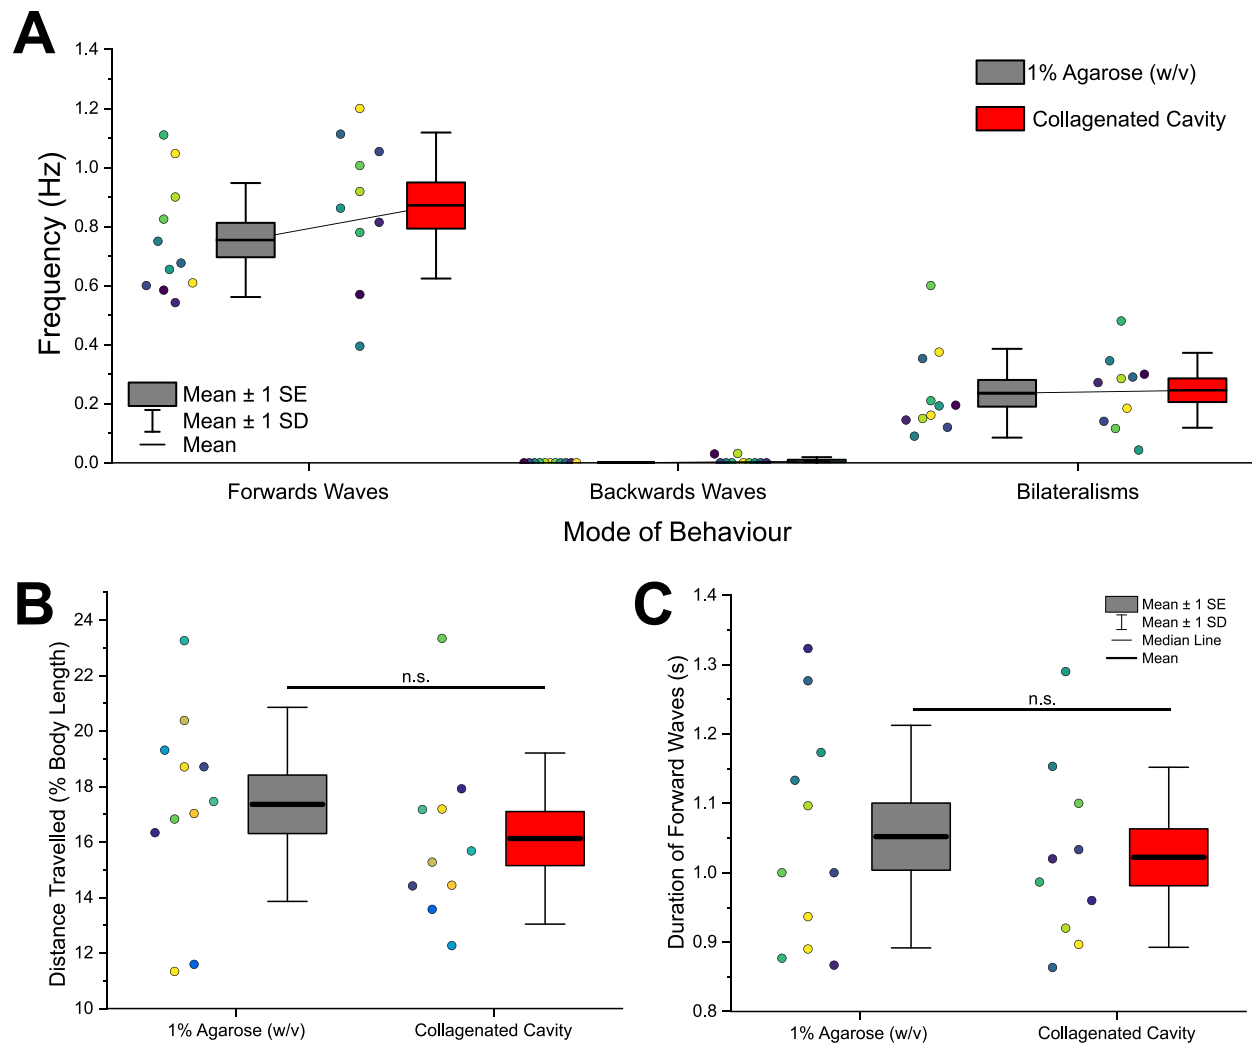 A
1.4
1.2
1.0
0.8
0.6
0.4
0.2
0.0
Frequency (Hz)
1% Agarose (w/v)
Collagenated Cavity
Mean ± 1 SE
Mean ± 1 SD
Mean
Forwards Waves
Backwards Waves
Bilateralisms
Mode of Behaviour
B
24
22
20
18
16
14
12
10
Distance Travelled (% Body Length)
n.s.
1% Agarose (w/v)
Collagenated Cavity
C
1.4
1.3
1.2
1.1
1.0
0.9
0.8
Duration of Forward Waves (s)
Mean ± 1 SE
Mean ± 1 SD
Median Line
Mean
n.s.
1% Agarose (w/v)
Collagenated Cavity